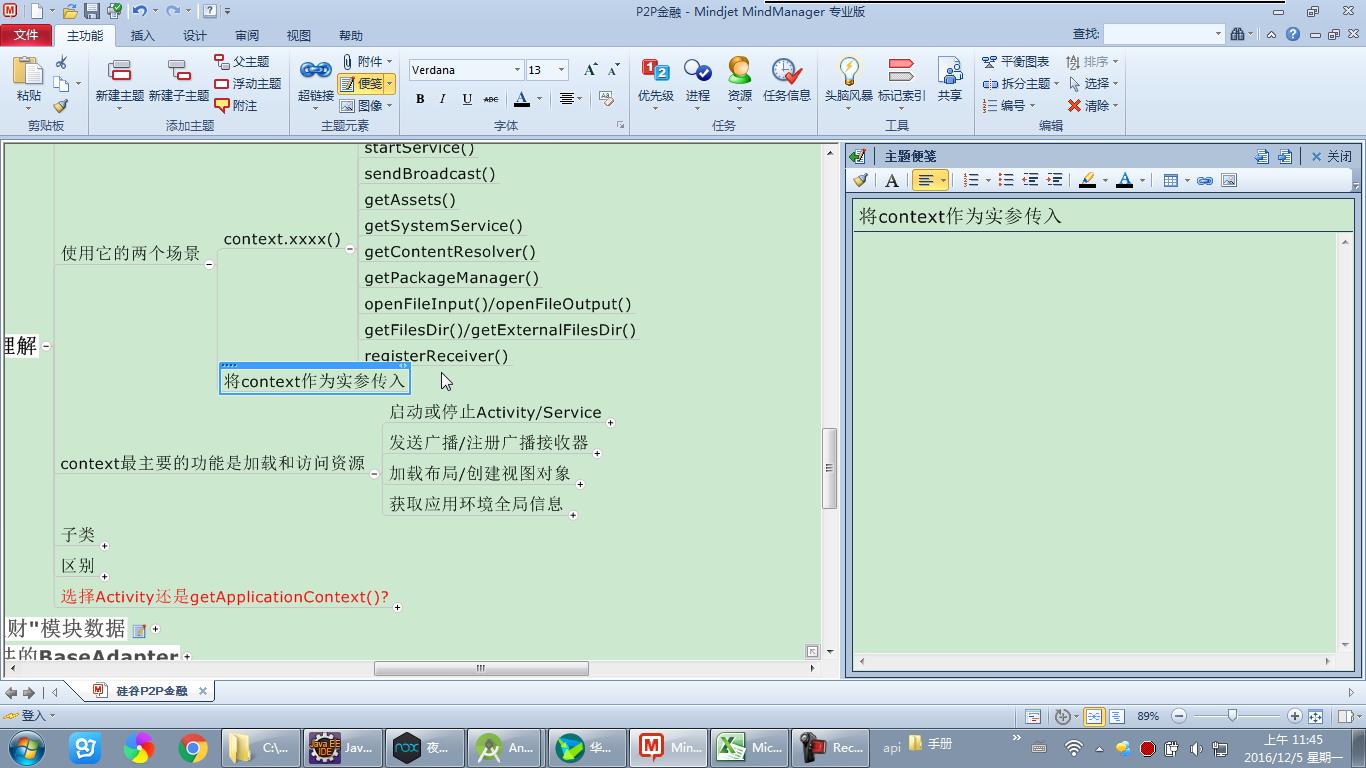 P2P金融 - Mindjet MindManager 专业版
文件 主功能 插入 设计 审阅 视图 帮助 查找:
粘贴 新建主题 新建子主题 父主题 浮动主题 附注 超链接 附件 便笺 图像
Verdana 13
B I U ABC A
优先级 进程 资源 任务信息 头脑风暴 标记索引 共享
平衡图表 排序
拆分主题 选择
编号 清除
剪贴板 添加主题 主题元素 字体 任务 工具 编辑
startService()
sendBroadcast()
getAssets()
getSystemService()
使用它的两个场景 context.xxxx()
getContentResolver()
getPackageManager()
openFileInput()/openFileOutput()
getFilesDir()/getExternalFilesDir()
理解
registerReceiver()
将context作为实参传入
启动或停止Activity/Service
发送广播/注册广播接收器
context最主要的功能是加载和访问资源
加载布局/创建视图对象
获取应用环境全局信息
子类
区别
选择Activity还是getApplicationContext()?
财"模块数据
法的BaseAdapter
主题便笺 关闭
将context作为实参传入
硅谷P2P金融
登入 89%
C:\... Jav... 夜... An... 华... Min... Mic... Rec... api 手册 »
上午 11:45
2016/12/5 星期一